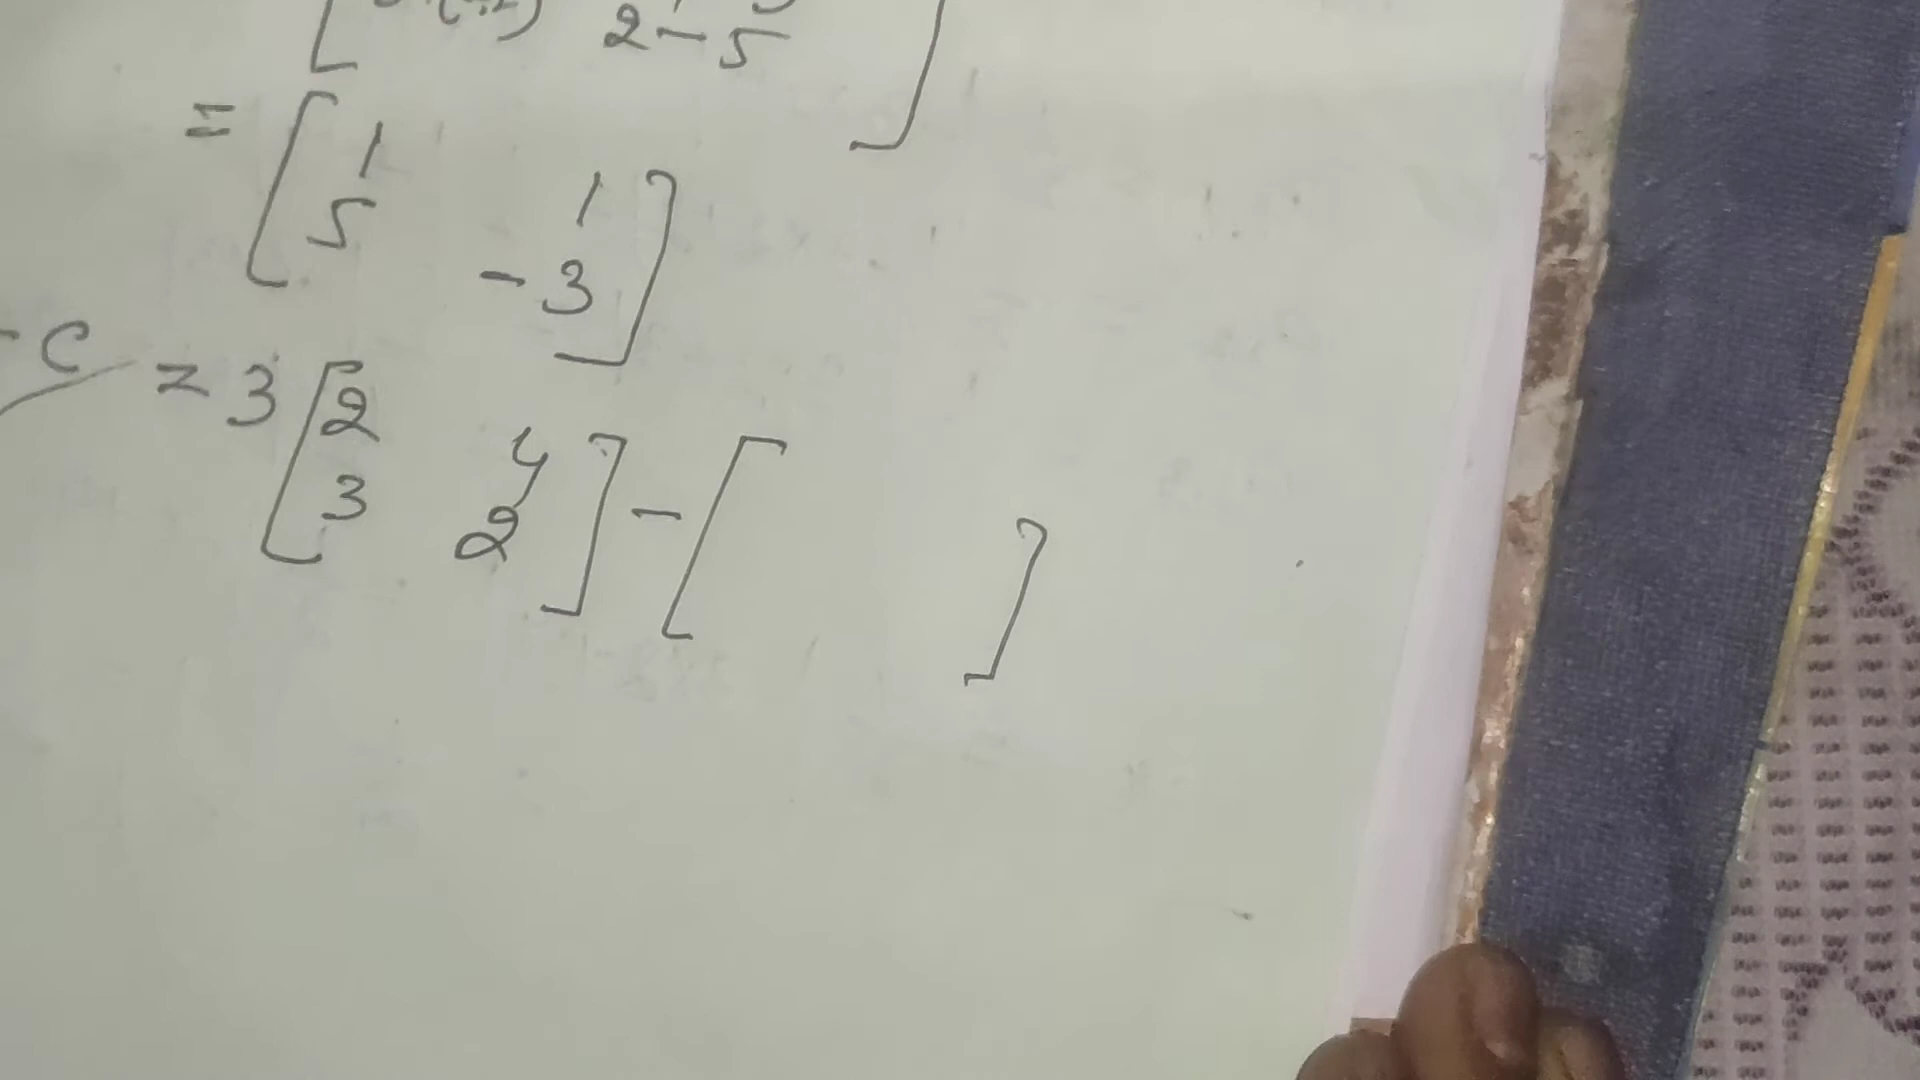 2-5
= [1 1
5 -3]
-C = 3[2 4
3 2] - [ ]